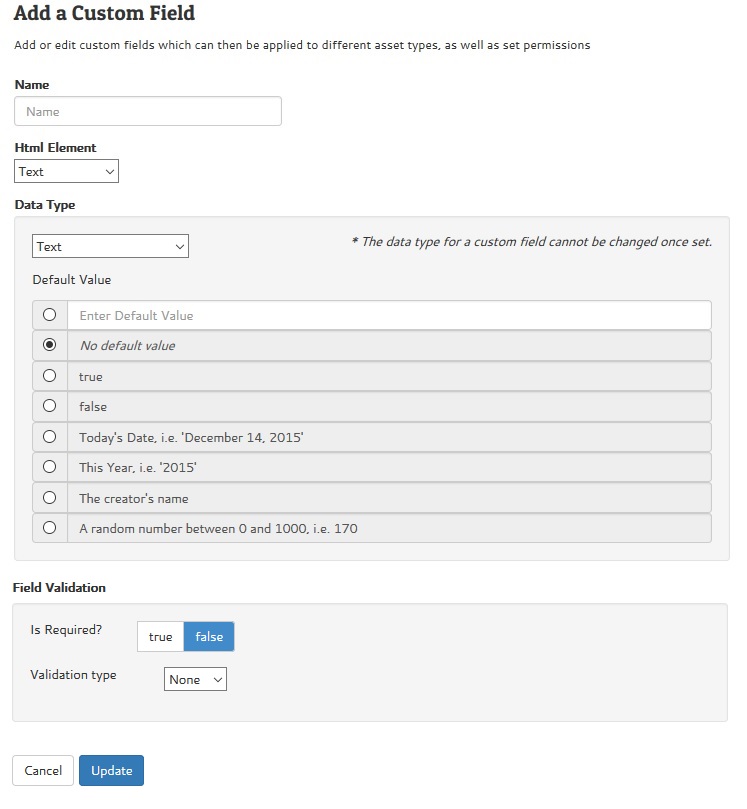 Add a Custom Field
Add or edit custom fields which can then be applied to different asset types, as well as set permissions
Name
Name
Html Element
Text
Data Type
Text
* The data type for a custom field cannot be changed once set.
Default Value
Enter Default Value
No default value
true
false
Today's Date, i.e. 'December 14, 2015'
This Year, i.e. '2015'
The creator's name
A random number between 0 and 1000, i.e. 170
Field Validation
Is Required?
true false
Validation type
None
Cancel Update